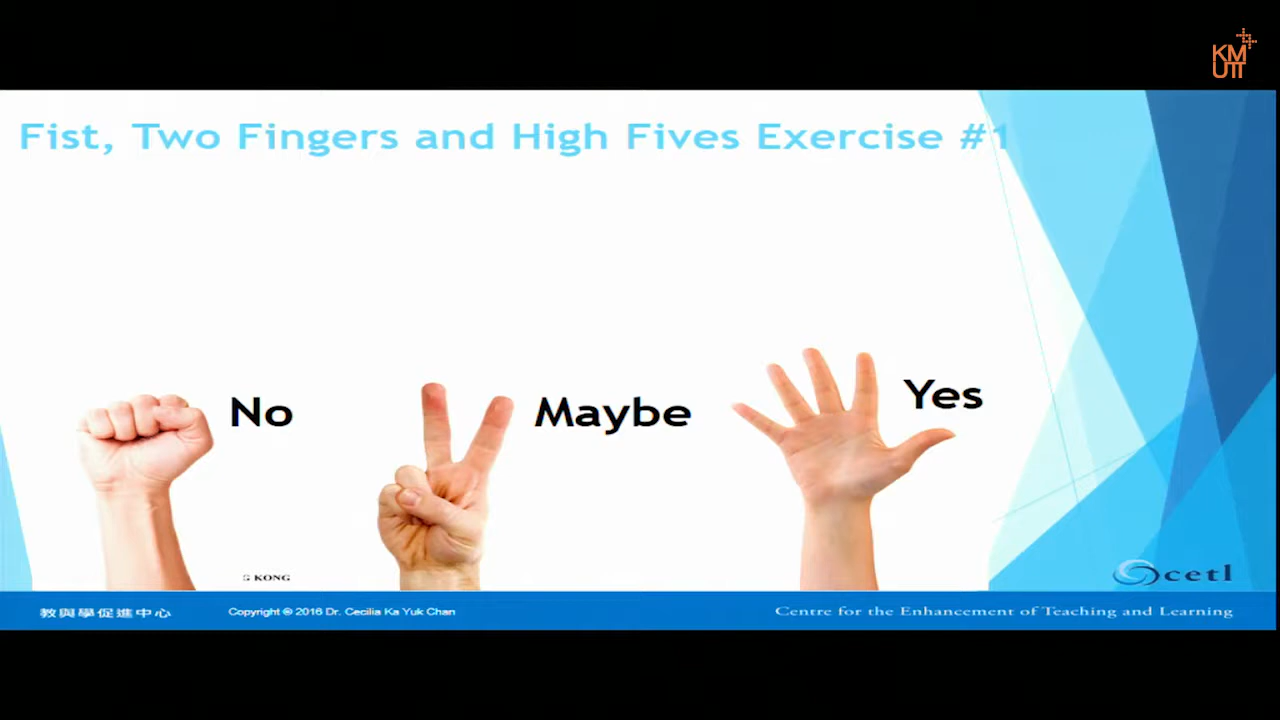 KM
UTT
Fist, Two Fingers and High Fives Exercise #1
No
Maybe
Yes
G KONG
cetl
教與學促進中心
Copyright © 2016 Dr. Cecilia Ka Yuk Chan
Centre for the Enhancement of Teaching and Learning